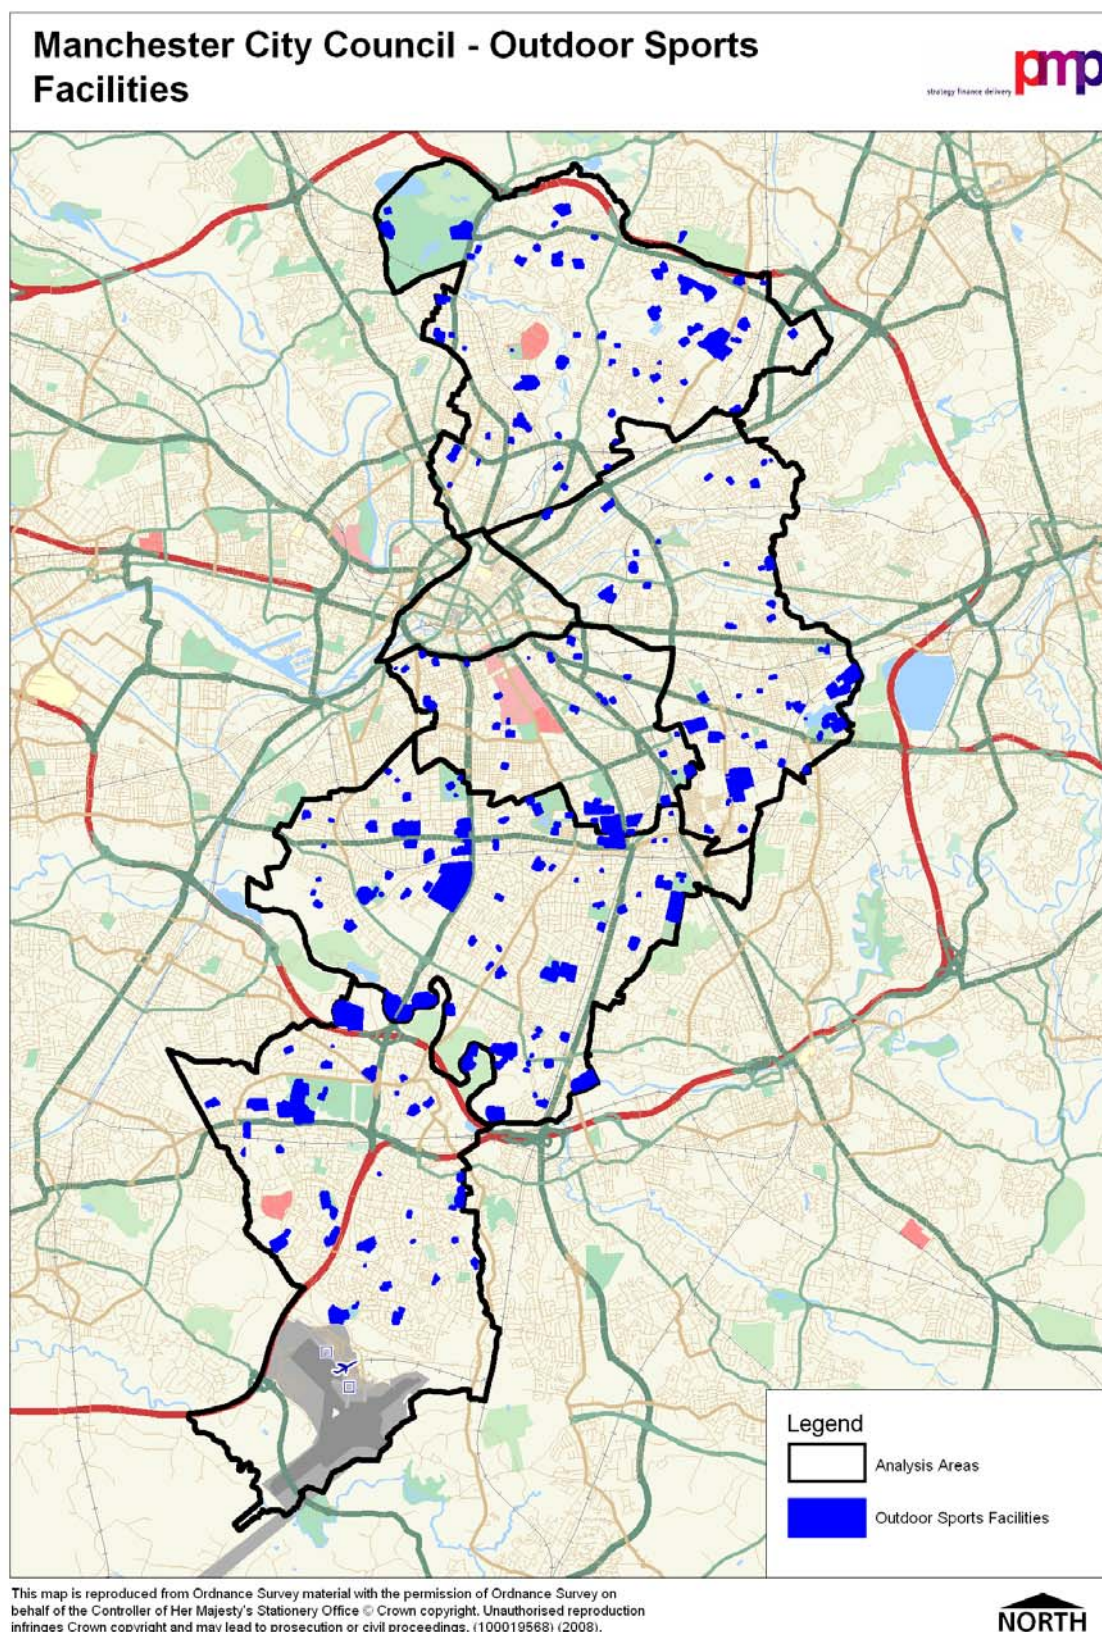 Manchester City Council - Outdoor Sports
Facilities
strategy finance delivery
pmp
Legend
Analysis Areas
Outdoor Sports Facilities
This map is reproduced from Ordnance Survey material with the permission of Ordnance Survey on
behalf of the Controller of Her Majesty's Stationery Office © Crown copyright. Unauthorised reproduction
infringes Crown copyright and may lead to prosecution or civil proceedings. (100019568) (2008).
NORTH